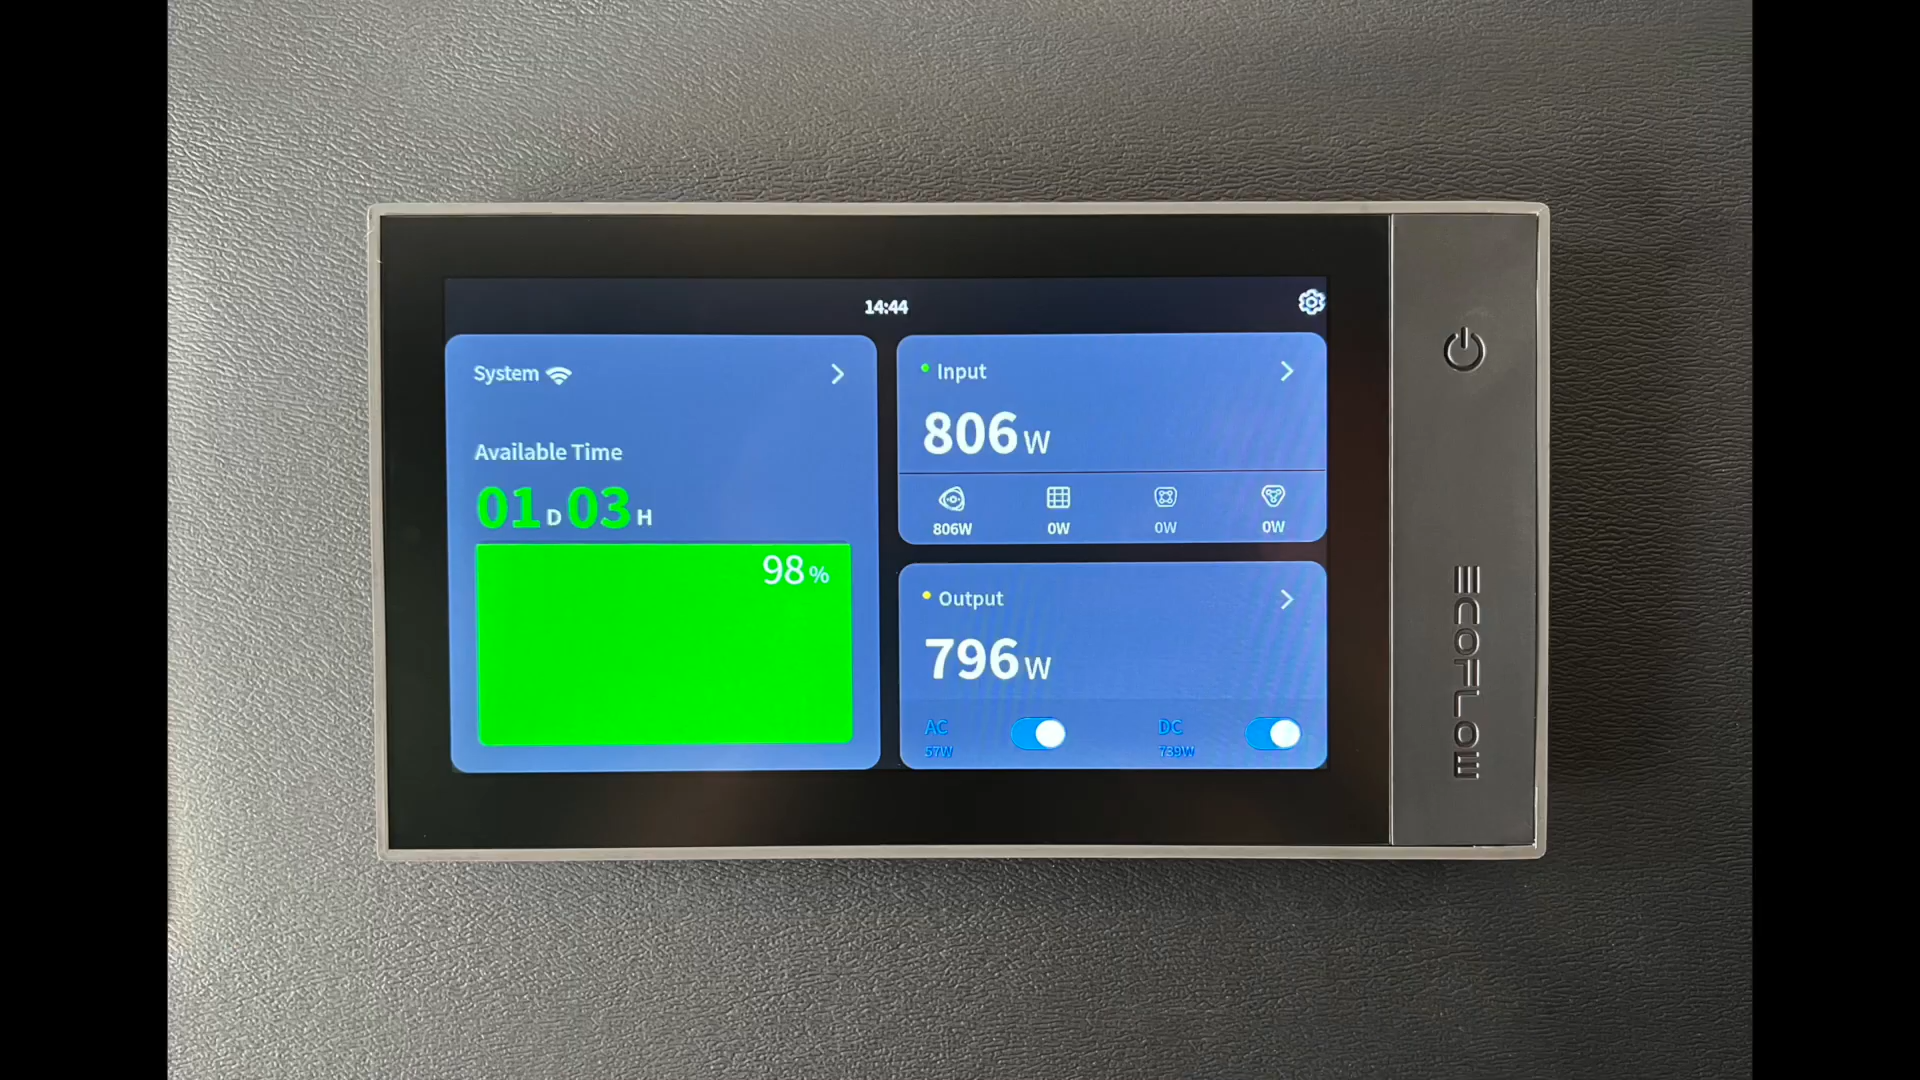 14:44
System
Available Time
01 D 03 H
98 %
Input
806 W
806W 0W 0W 0W
Output
796 W
AC DC
57W 739W
ECOFLOW